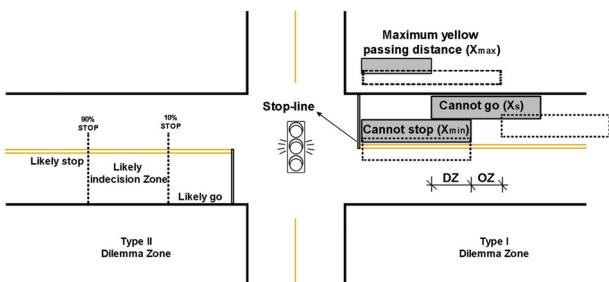 Maximum yellow
passing distance (Xmax)
Stop-line
Cannot go (Xs)
Cannot stop (Xmin)
90%
STOP
10%
STOP
Likely stop
Likely
indecision Zone
Likely go
DZ
OZ
Type II
Dilemma Zone
Type I
Dilemma Zone